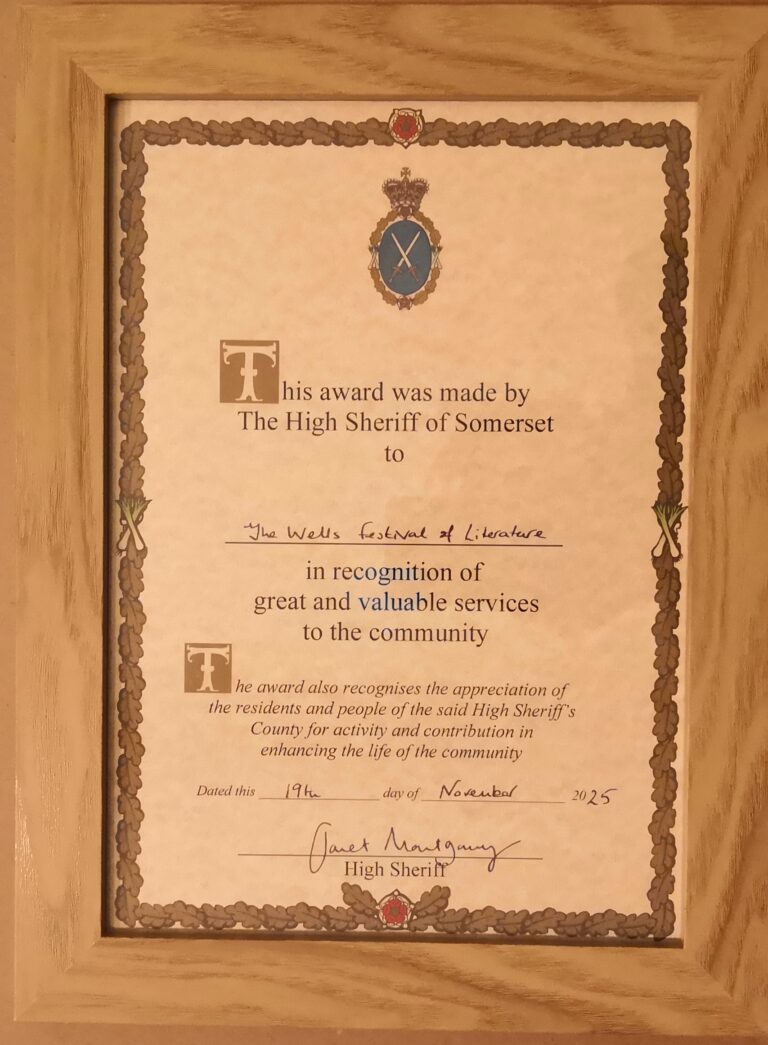 This award was made by
The High Sheriff of Somerset
to
The Wells Festival of Literature
in recognition of
great and valuable services
to the community
The award also recognises the appreciation of
the residents and people of the said High Sheriff's
County for activity and contribution in
enhancing the life of the community
Dated this 19th day of November 2025
Janet Montgomery
High Sheriff